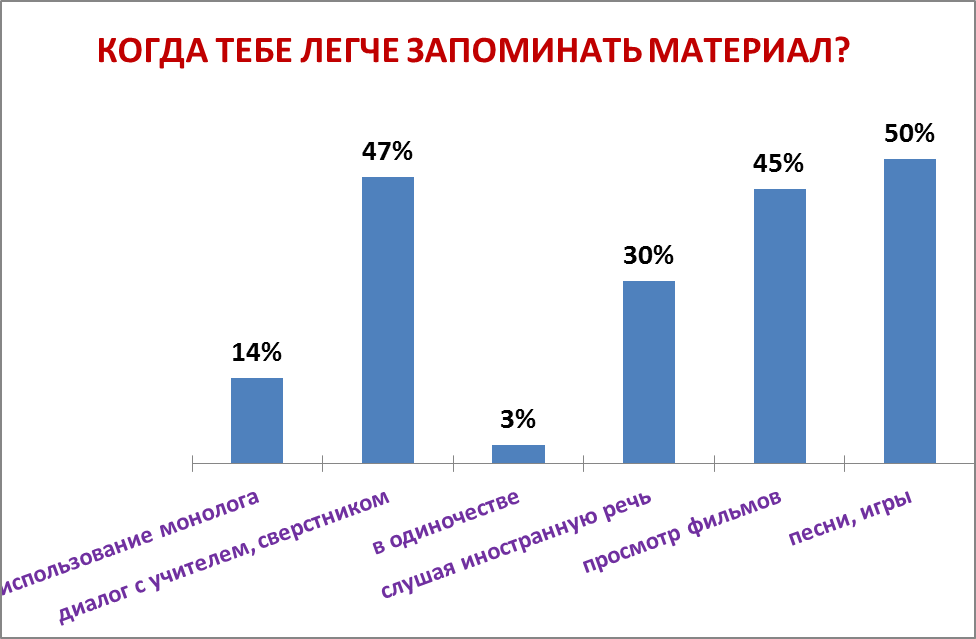 КОГДА ТЕБЕ ЛЕГЧЕ ЗАПОМИНАТЬ МАТЕРИАЛ?
14%
47%
3%
30%
45%
50%
использование монолога
диалог с учителем, сверстником
в одиночестве
слушая иностранную речь
просмотр фильмов
песни, игры